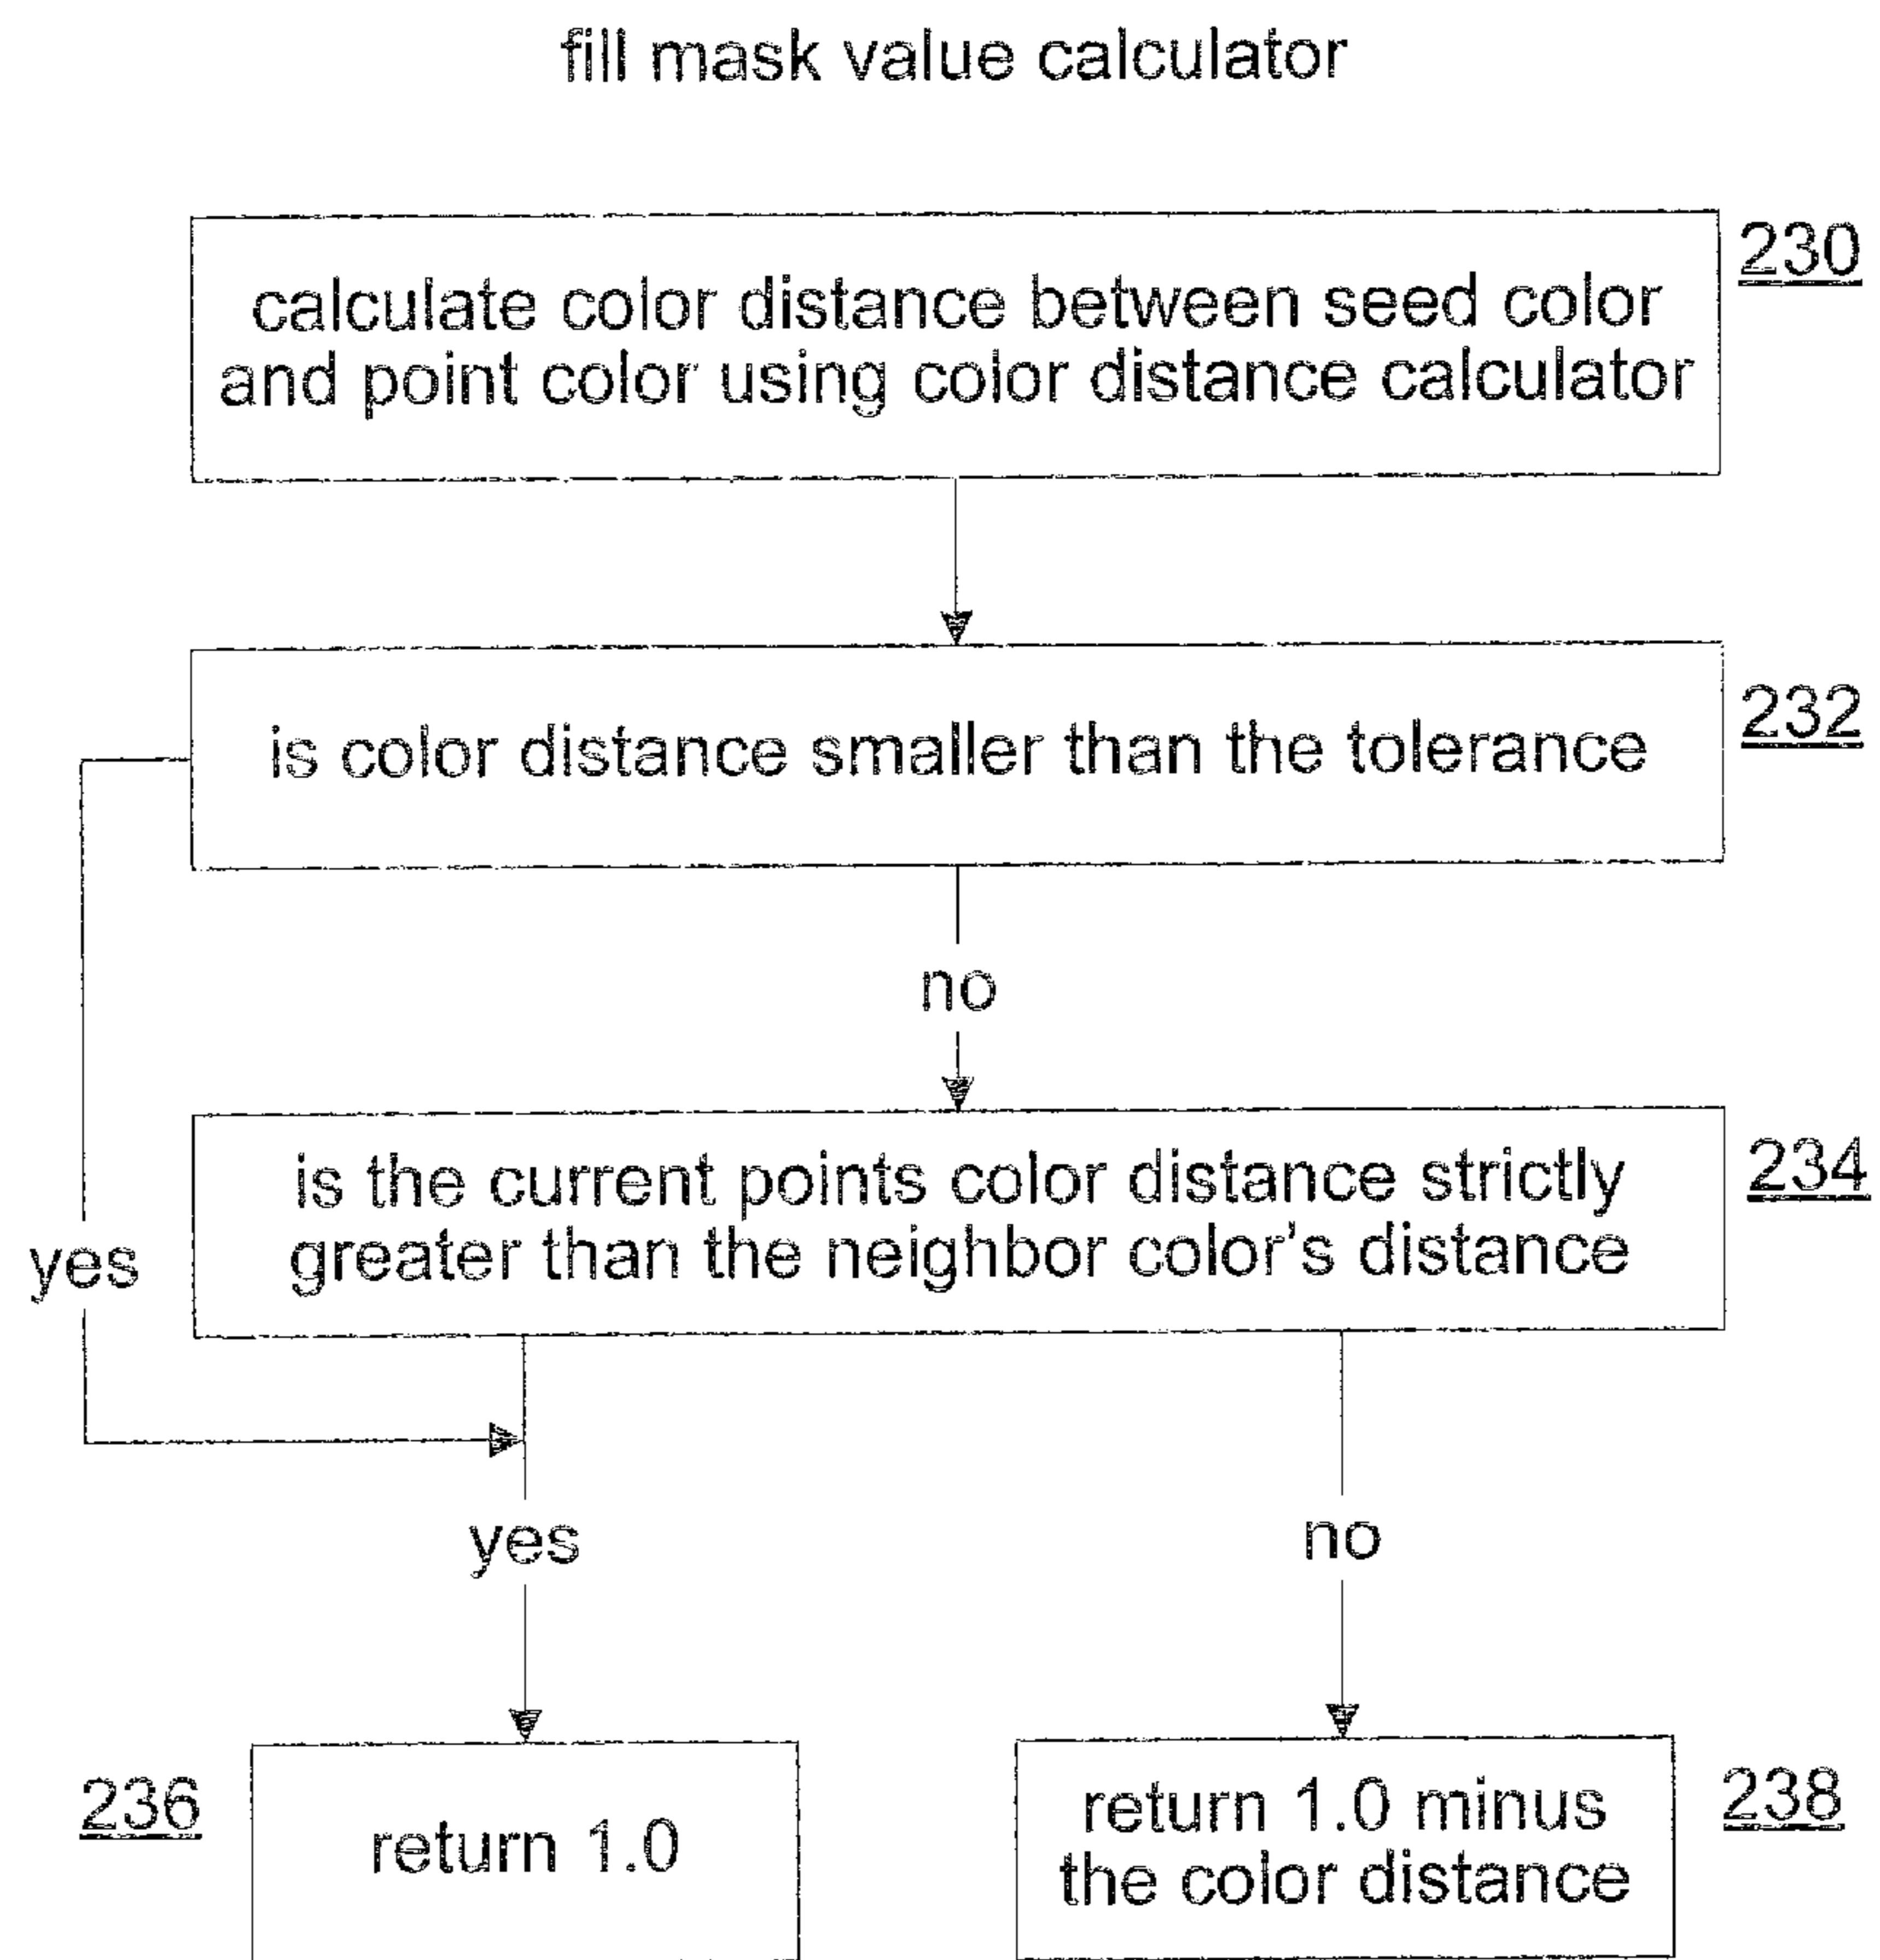 fill mask value calculator
calculate color distance between seed color
and point color using color distance calculator
230
is color distance smaller than the tolerance
232
no
is the current points color distance strictly
greater than the neighbor color's distance
234
yes
yes
no
236
return 1.0
return 1.0 minus
the color distance
238